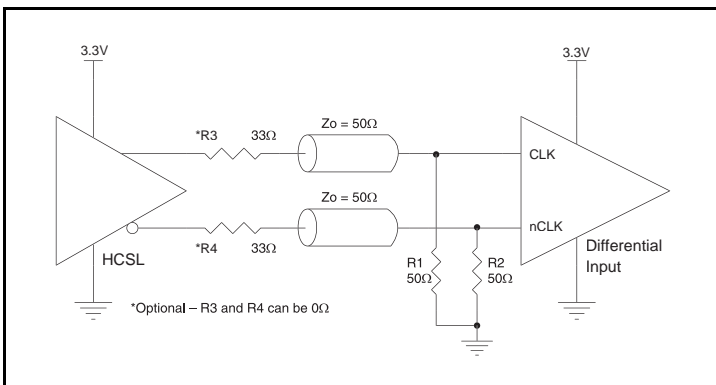 3.3V
3.3V
*R3 33Ω
Zo = 50Ω
CLK
Zo = 50Ω
nCLK
*R4 33Ω
HCSL
R1
50Ω
R2
50Ω
Differential
Input
*Optional – R3 and R4 can be 0Ω